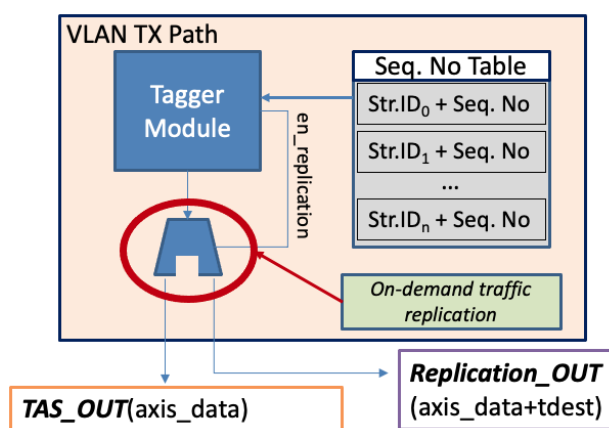 VLAN TX Path
Tagger
Module
Seq. No Table
Str.ID₀ + Seq. No
Str.ID₁ + Seq. No
...
Str.IDₙ + Seq. No
en_replication
On-demand traffic
replication
TAS_OUT(axis_data)
Replication_OUT
(axis_data+tdest)